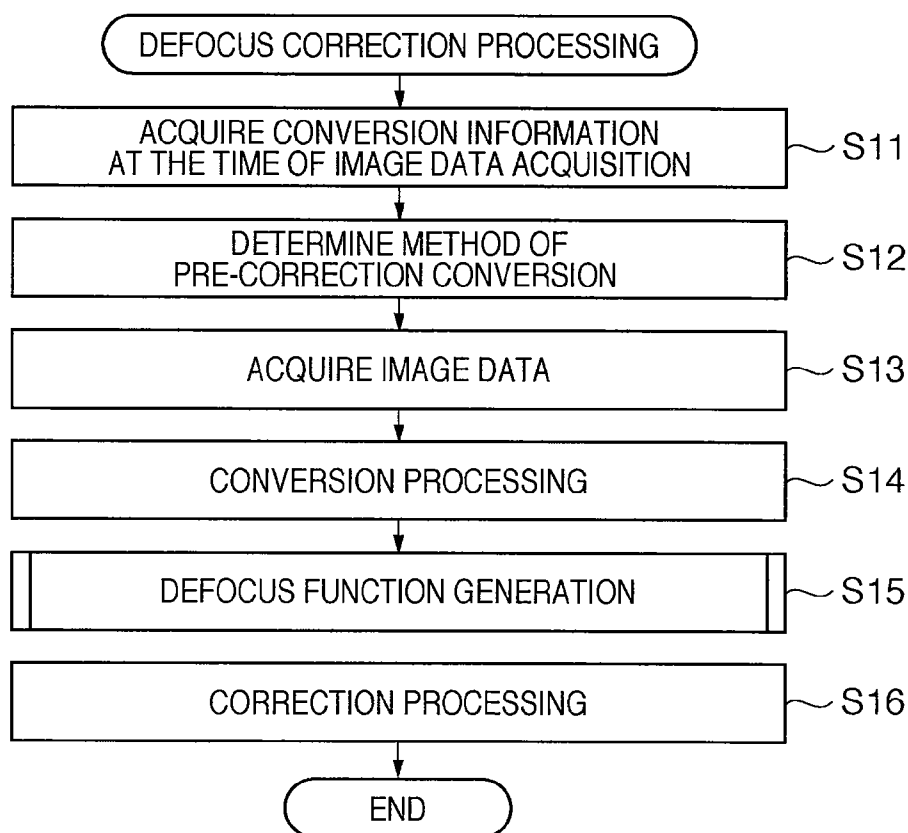 DEFOCUS CORRECTION PROCESSING
ACQUIRE CONVERSION INFORMATION
AT THE TIME OF IMAGE DATA ACQUISITION
S11
DETERMINE METHOD OF
PRE-CORRECTION CONVERSION
S12
ACQUIRE IMAGE DATA
S13
CONVERSION PROCESSING
S14
DEFOCUS FUNCTION GENERATION
S15
CORRECTION PROCESSING
S16
END